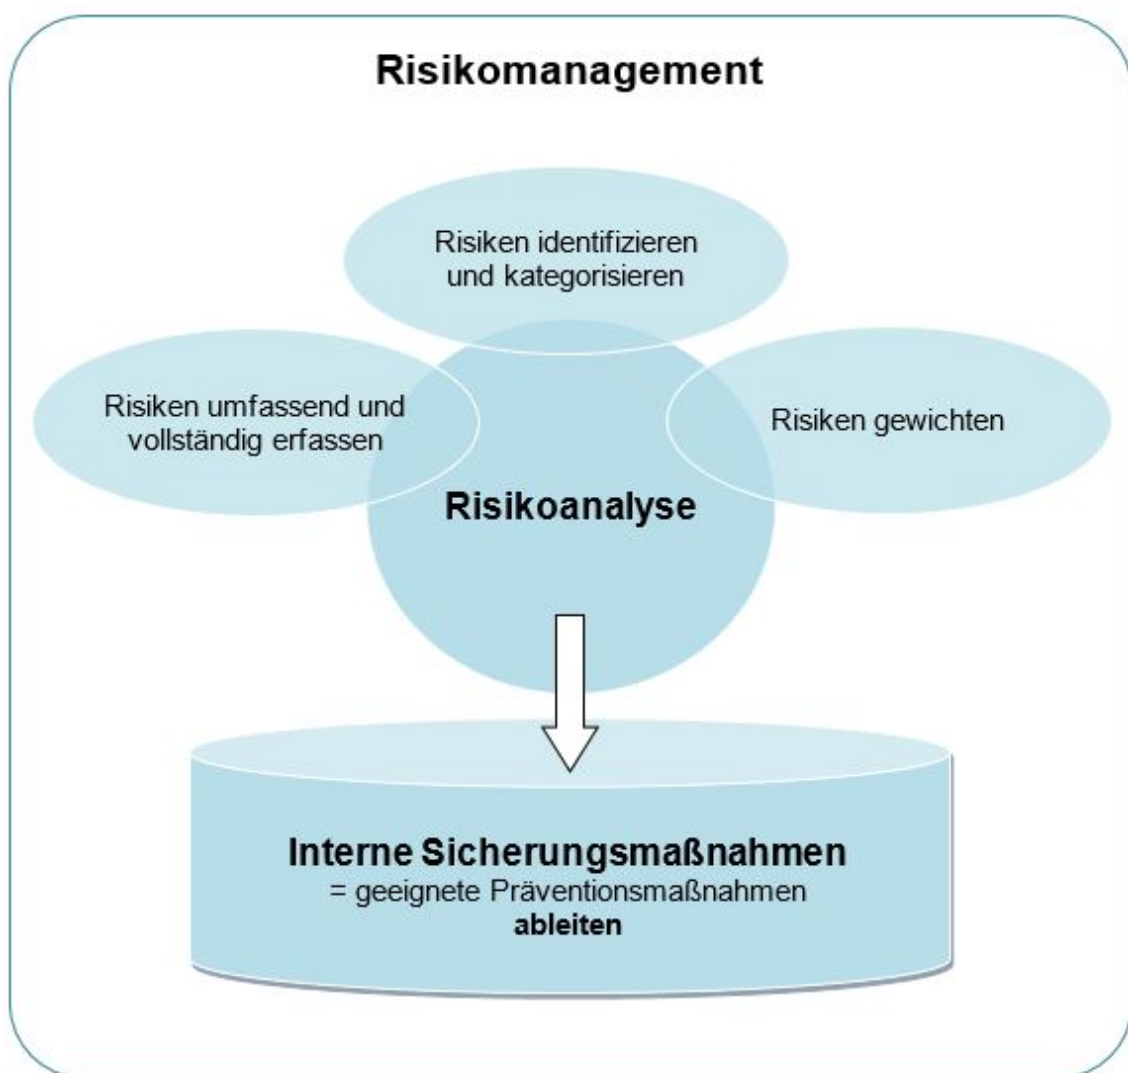 Risikomanagement
Risiken identifizieren
und kategorisieren
Risiken umfassend und
vollständig erfassen
Risiken gewichten
Risikoanalyse
Interne Sicherungsmaßnahmen
= geeignete Präventionsmaßnahmen
ableiten